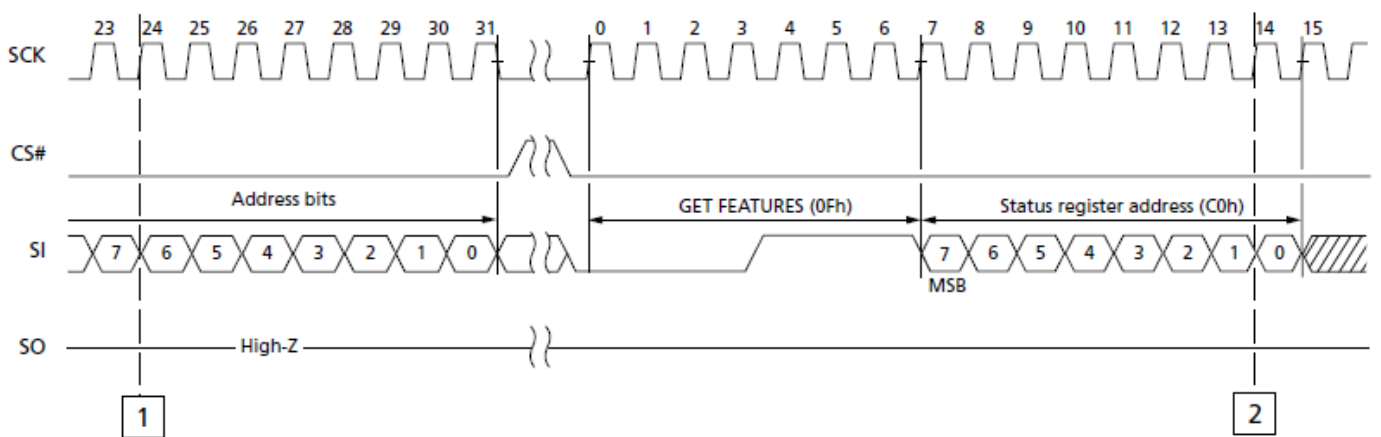 23 24 25 26 27 28 29 30 31 0 1 2 3 4 5 6 7 8 9 10 11 12 13 14 15
SCK
CS#
Address bits GET FEATURES (0Fh) Status register address (C0h)
SI 7 6 5 4 3 2 1 0 7 6 5 4 3 2 1 0
MSB
SO High-Z
1 2